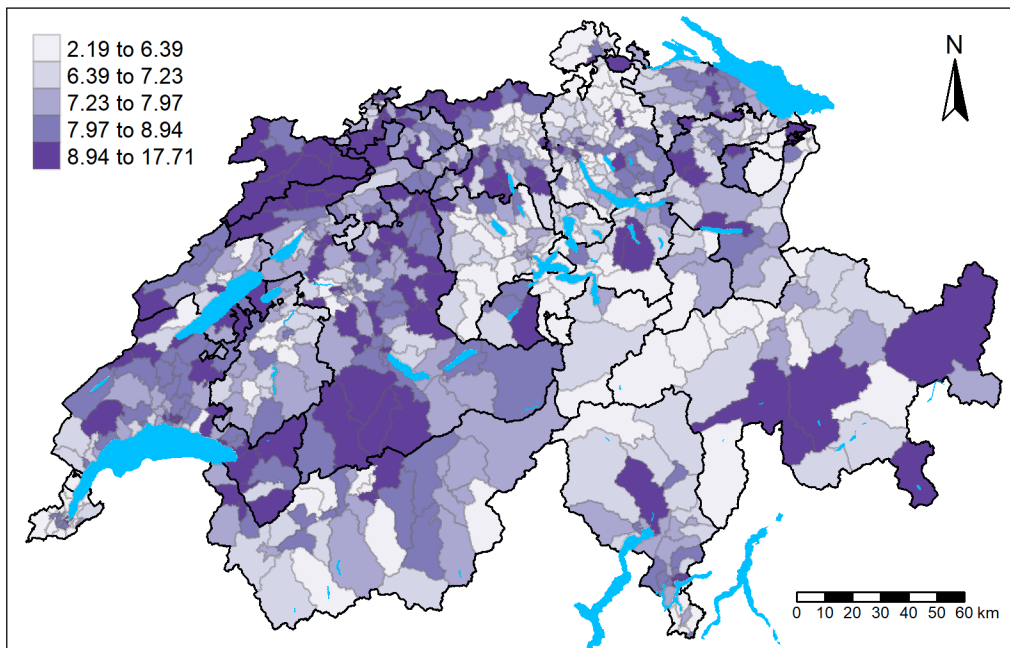 2.19 to 6.39
6.39 to 7.23
7.23 to 7.97
7.97 to 8.94
8.94 to 17.71
N
0 10 20 30 40 50 60 km